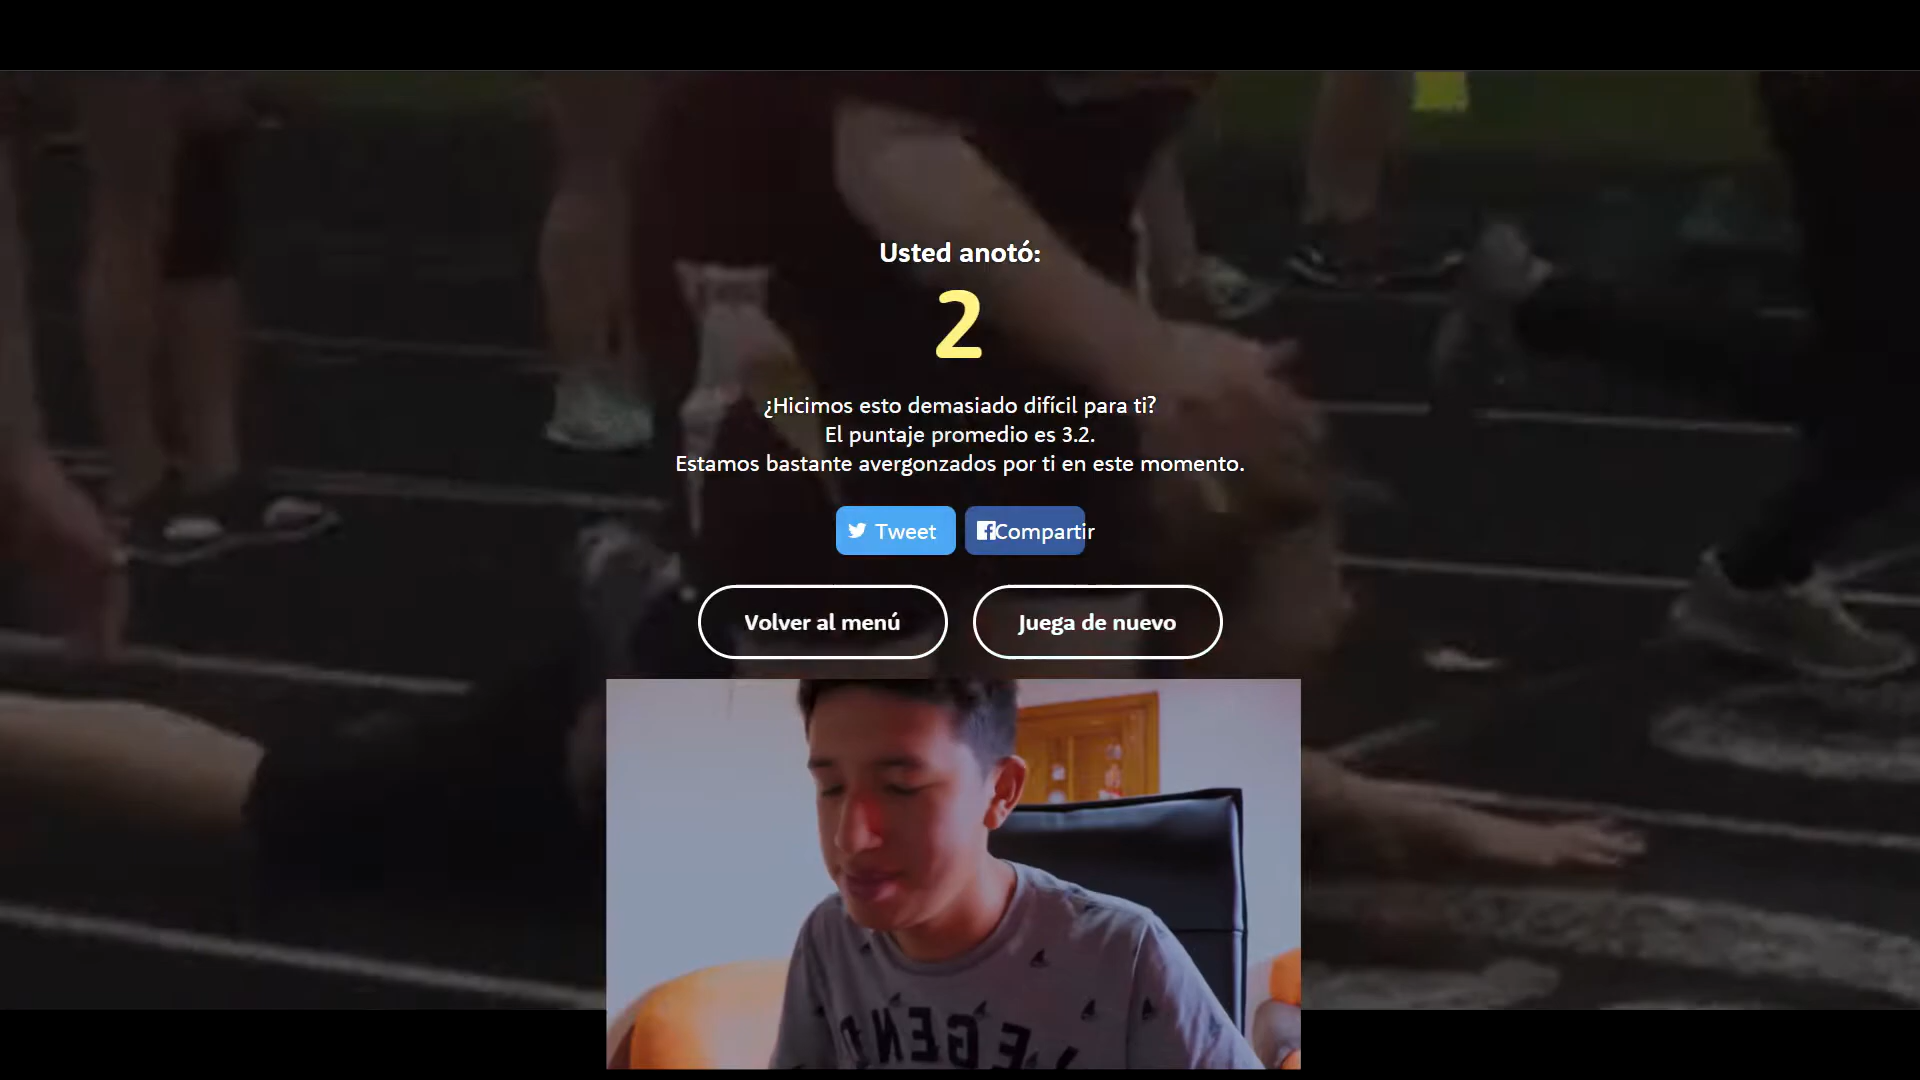 Usted anotó:
2
¿Hicimos esto demasiado difícil para ti?
El puntaje promedio es 3.2.
Estamos bastante avergonzados por ti en este momento.
Tweet
Compartir
Volver al menú
Juega de nuevo
LEGEND